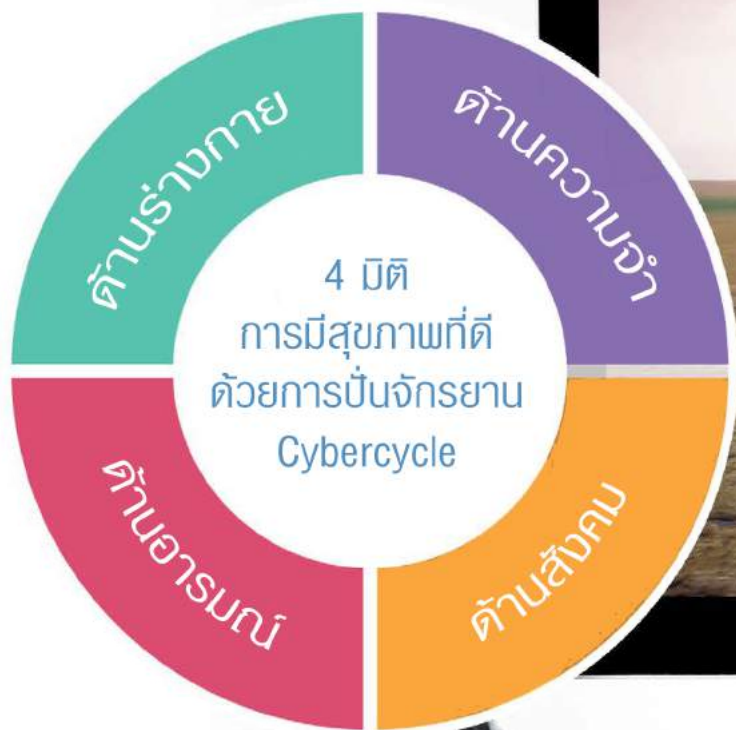 ด้านร่างกาย
ด้านความจำ
4 มิติ
การมีสุขภาพที่ดี
ด้วยการปั่นจักรยาน
Cybercycle
ด้านอารมณ์
ด้านสังคม